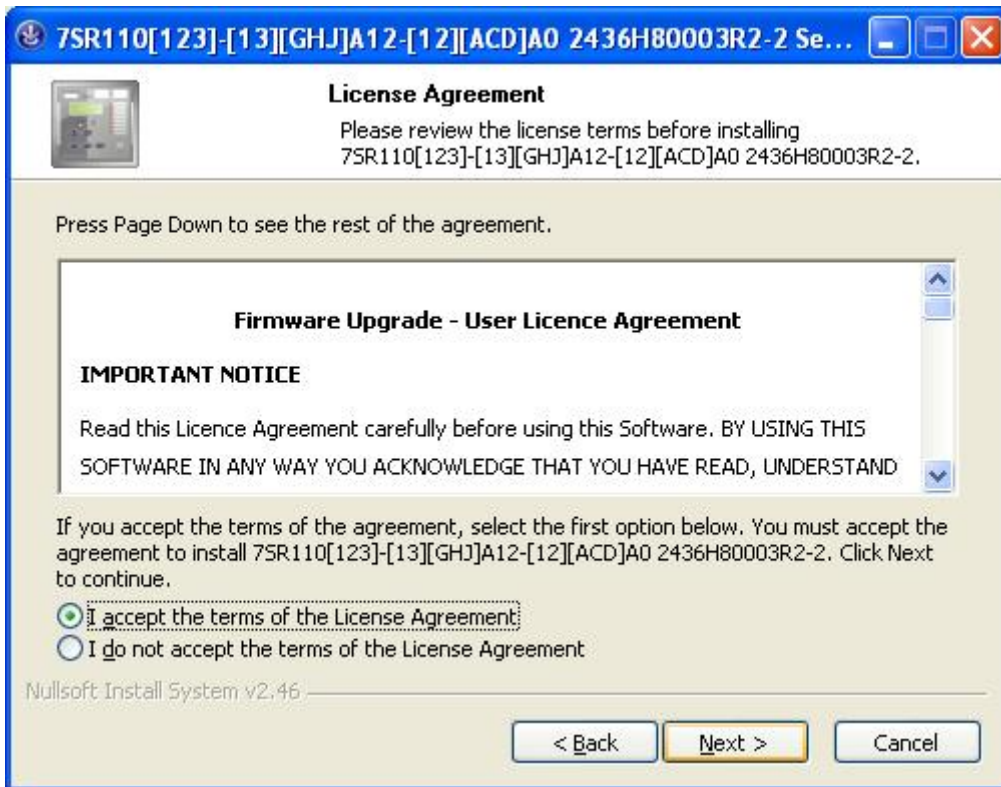 7SR110[123]-[13][GHJ]A12-[12][ACD]A0 2436H80003R2-2 Se...
License Agreement
Please review the license terms before installing
7SR110[123]-[13][GHJ]A12-[12][ACD]A0 2436H80003R2-2.
Press Page Down to see the rest of the agreement.
Firmware Upgrade - User Licence Agreement
IMPORTANT NOTICE
Read this Licence Agreement carefully before using this Software. BY USING THIS
SOFTWARE IN ANY WAY YOU ACKNOWLEDGE THAT YOU HAVE READ, UNDERSTAND
If you accept the terms of the agreement, select the first option below. You must accept the
agreement to install 7SR110[123]-[13][GHJ]A12-[12][ACD]A0 2436H80003R2-2. Click Next
to continue.
I accept the terms of the License Agreement
I do not accept the terms of the License Agreement
Nullsoft Install System v2.46
< Back Next > Cancel